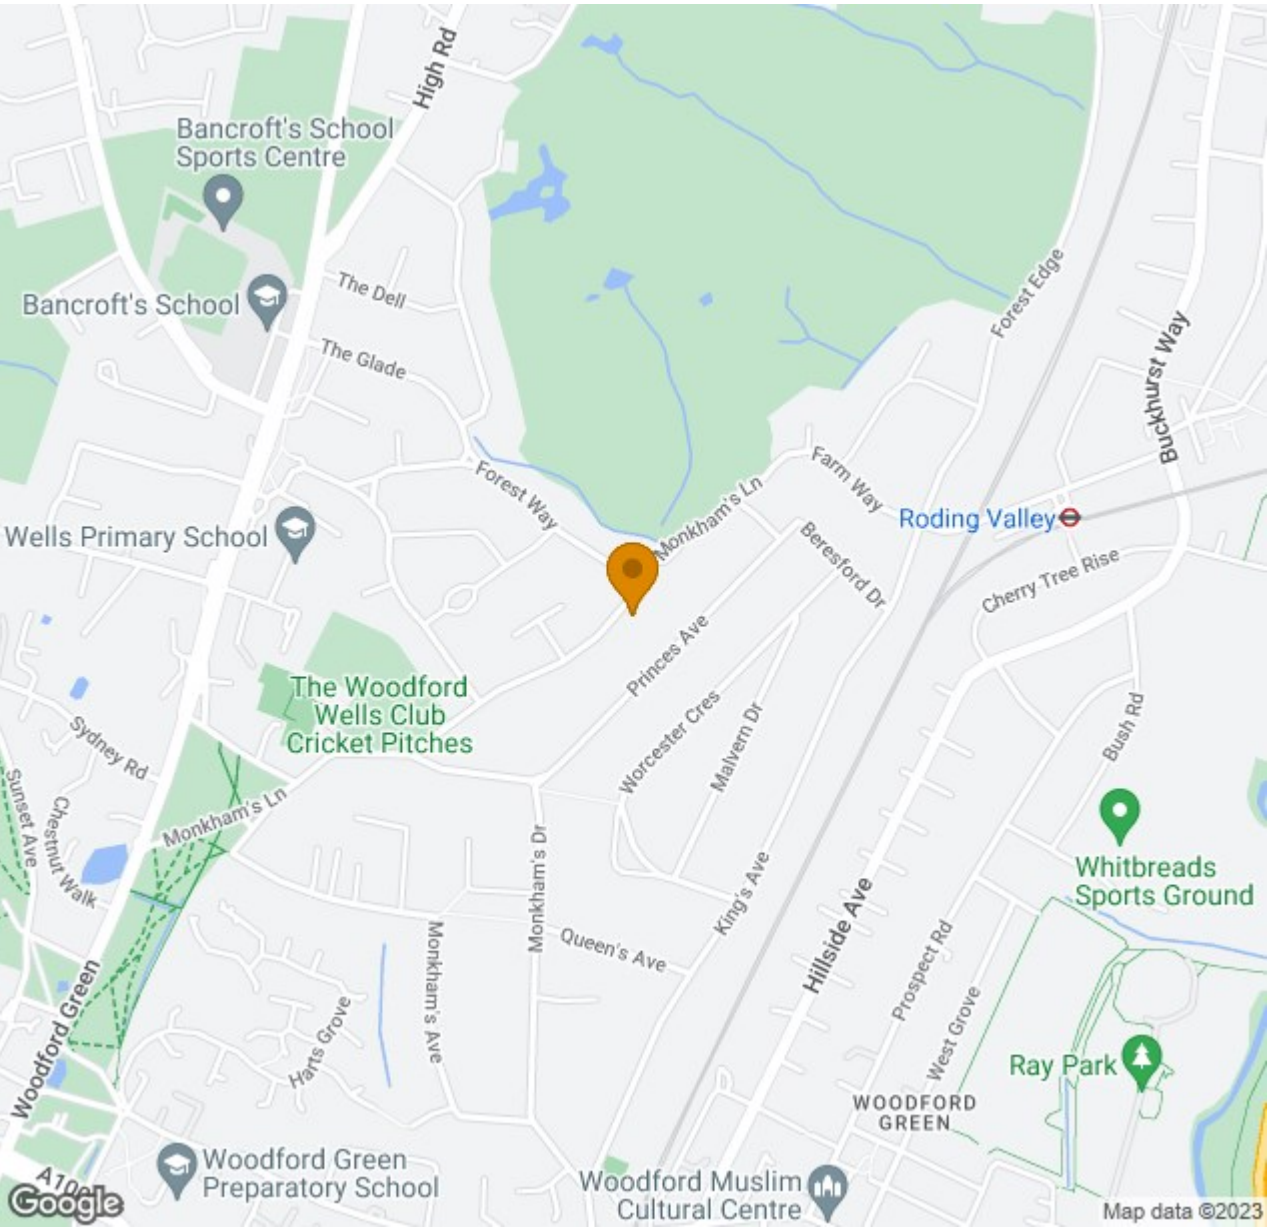 High Rd
Bancroft's School
Sports Centre
The Dell
Bancroft's School
Forest Edge
The Glade
Buckhurst Way
Farm Way
Forest Way
Monkham's Ln
Roding Valley
Wells Primary School
Beresford Dr
Cherry Tree Rise
Princes Ave
The Woodford
Wells Club
Cricket Pitches
Worcester Cres
Malvern Dr
Bush Rd
Sydney Rd
Sunset Ave
Chestnut Walk
Monkham's Ln
Monkham's Dr
King's Ave
Whitbreads
Sports Ground
Hillside Ave
Queen's Ave
Monkham's Ave
Prospect Rd
Woodford Green
Harts Grove
West Grove
Ray Park
WOODFORD
GREEN
Woodford Green
Preparatory School
Woodford Muslim
Cultural Centre
Google
Map data ©2023